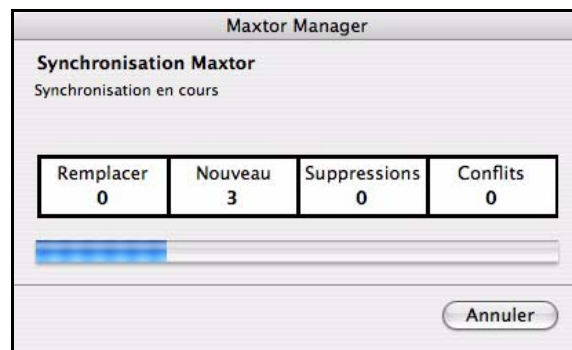 Maxtor Manager
Synchronisation Maxtor
Synchronisation en cours
Remplacer Nouveau Suppressions Conflits
0 3 0 0
Annuler